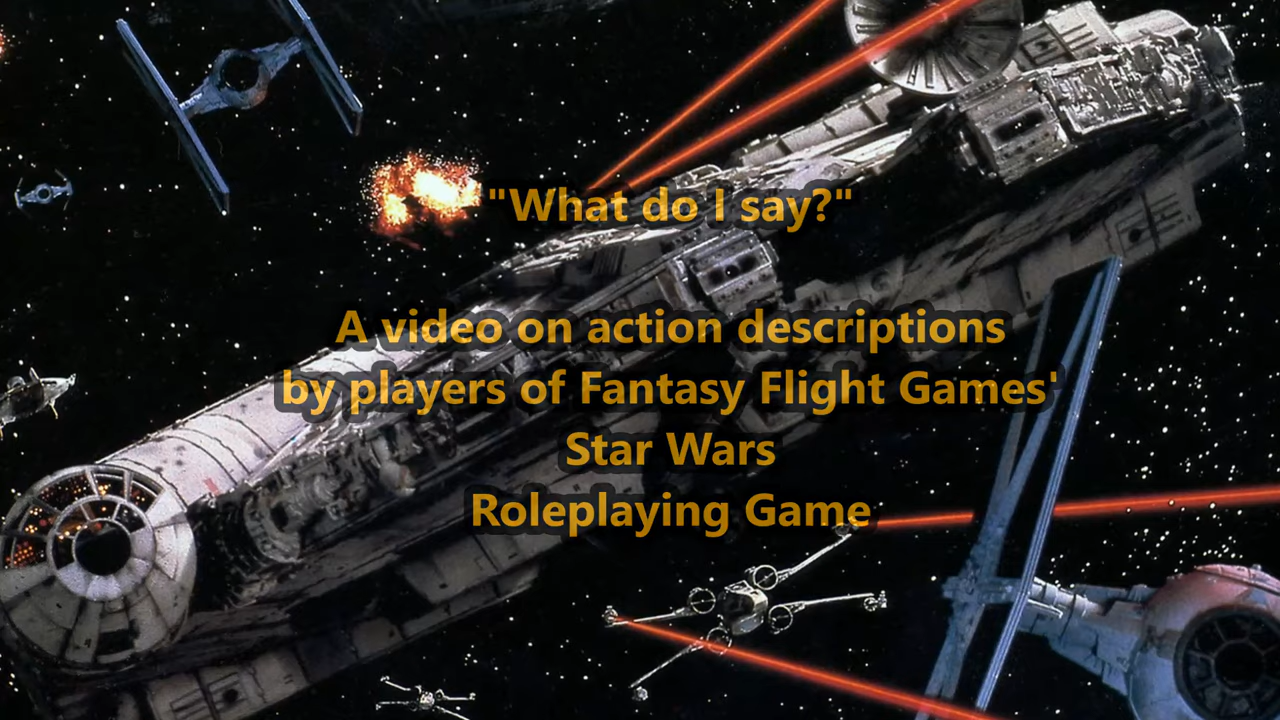 "What do I say?"
A video on action descriptions
by players of Fantasy Flight Games'
Star Wars
Roleplaying Game